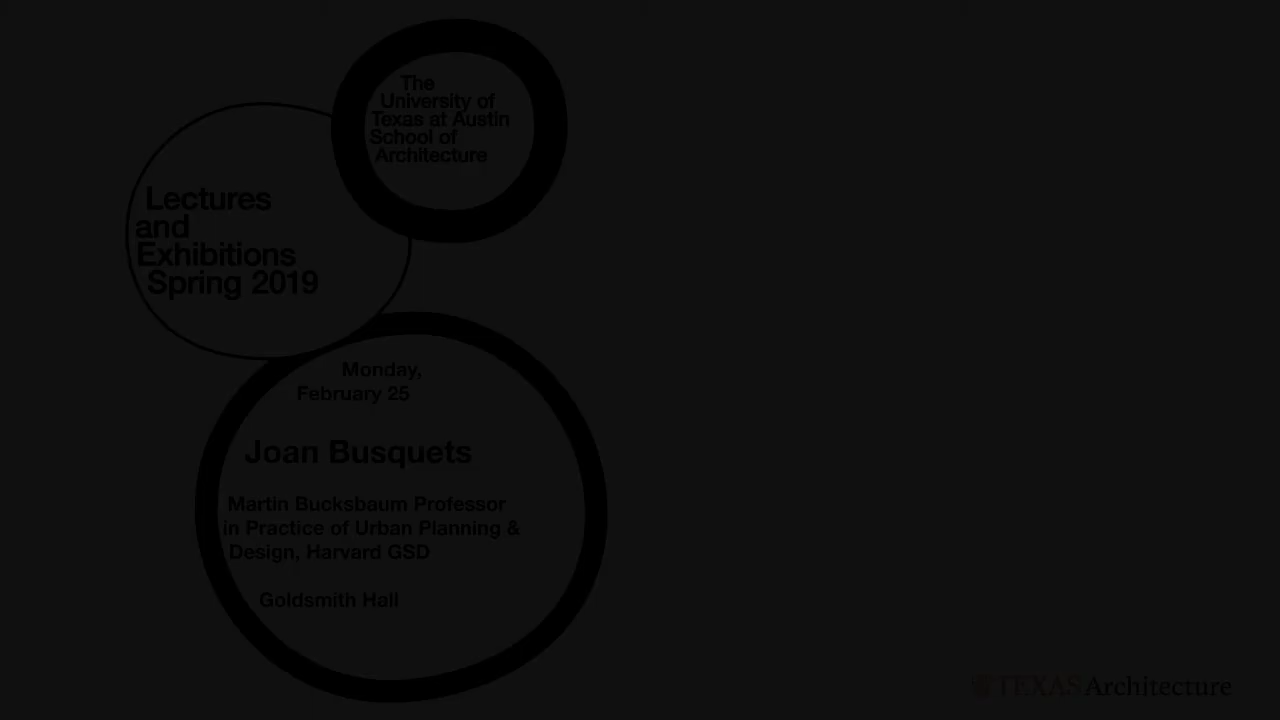 The
University of
Texas at Austin
School of
Architecture
Lectures
and
Exhibitions
Spring 2019
Monday,
February 25
Joan Busquets
Martin Bucksbaum Professor
in Practice of Urban Planning &
Design, Harvard GSD
Goldsmith Hall
TEXAS Architecture